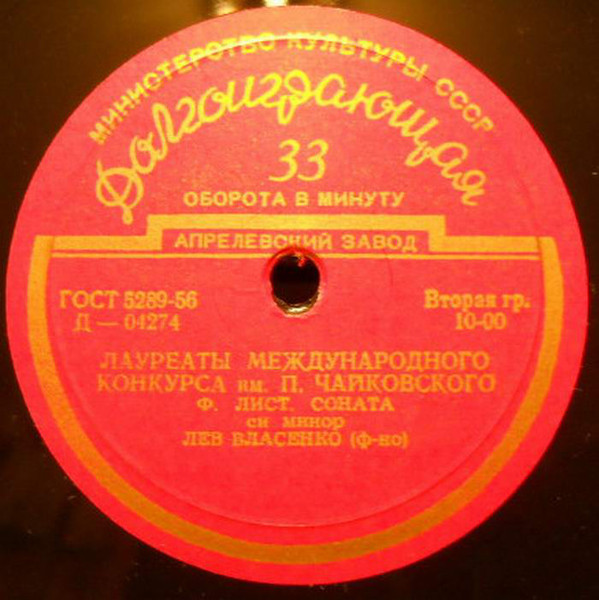 МИНИСТЕРСТВО КУЛЬТУРЫ СССР
Долгоиграющая
33
ОБОРОТА В МИНУТУ
АПРЕЛЕВСКИЙ ЗАВОД
ГОСТ 5289-56
Д — 04274
Вторая гр.
10-00
ЛАУРЕАТЫ МЕЖДУНАРОДНОГО
КОНКУРСА им. П. ЧАЙКОВСКОГО
Ф. ЛИСТ. СОНАТА
си минор
ЛЕВ ВЛАСЕНКО (ф-но)